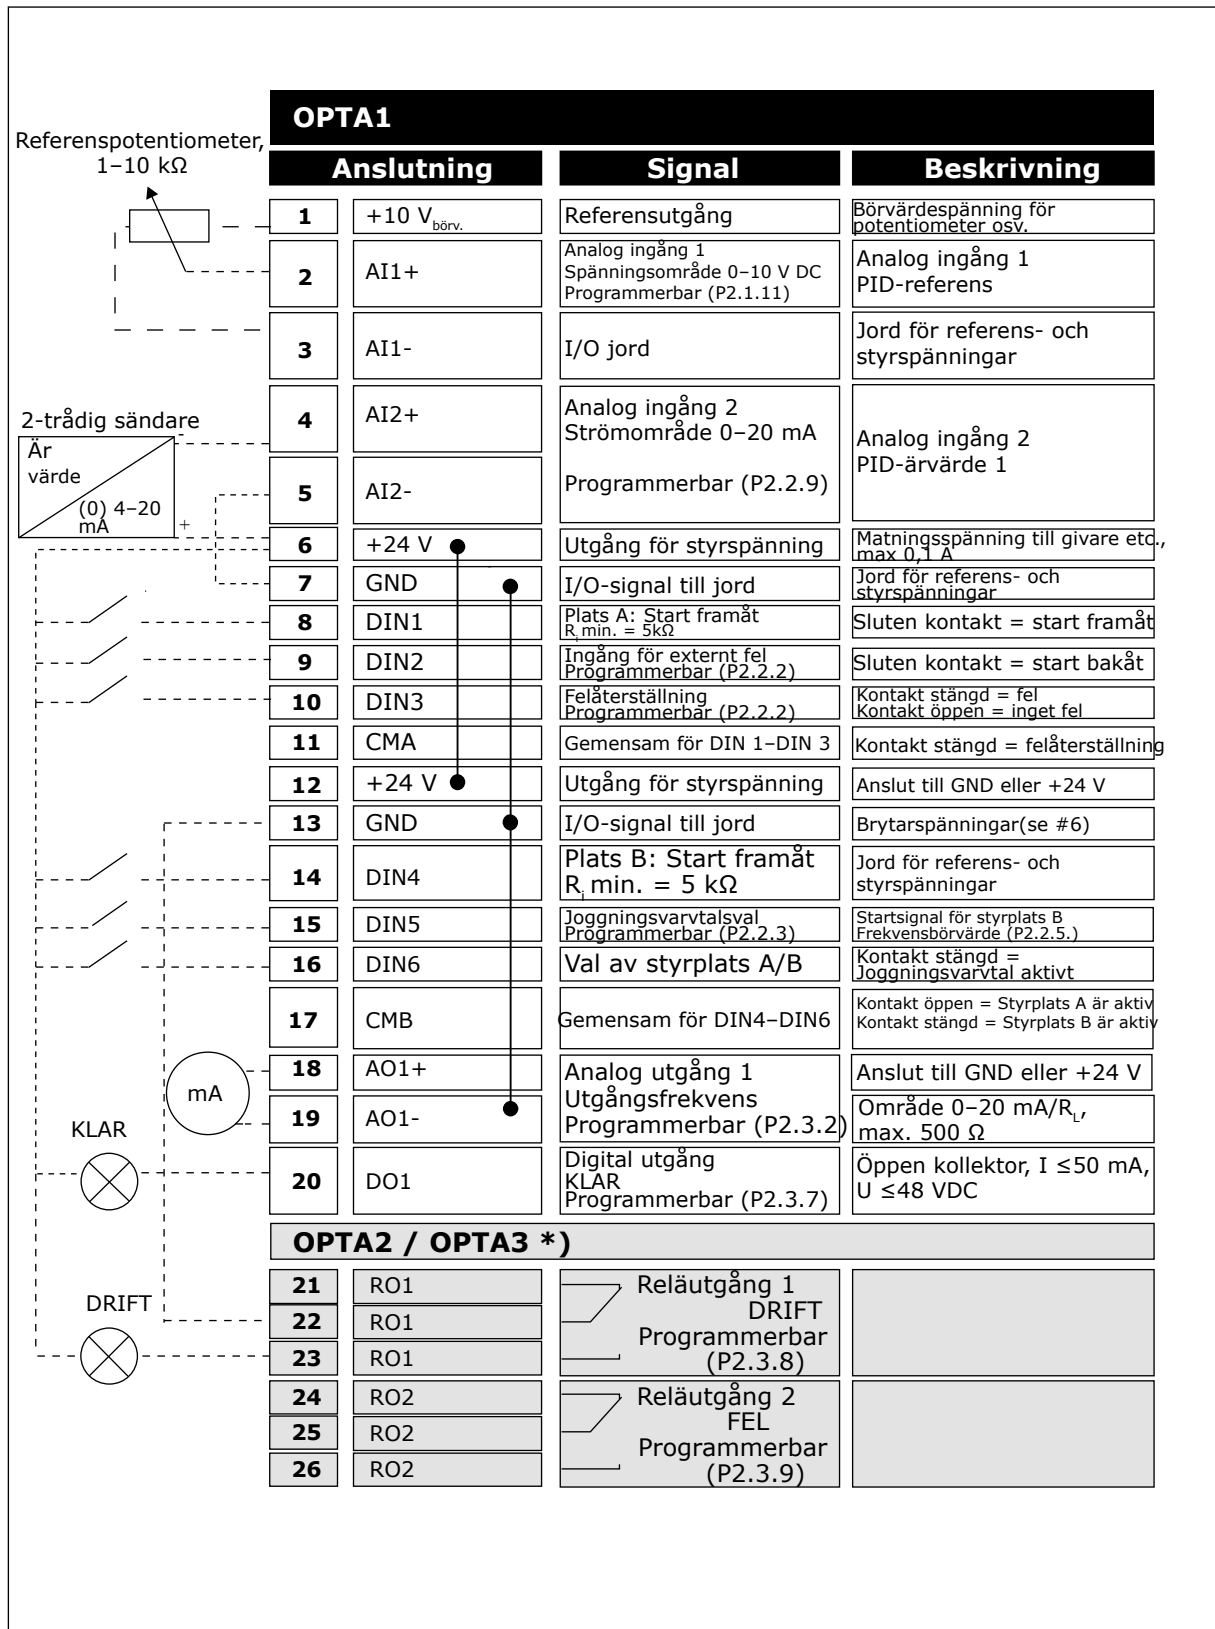 OPTA1
Referenspotentiometer,
1–10 kΩ
Anslutning Signal Beskrivning
1 +10 Vbörv. Referensutgång Börvärdespänning för
potentiometer osv.
2 AI1+ Analog ingång 1
Spänningsområde 0–10 V DC
Programmerbar (P2.1.11)
Analog ingång 1
PID-referens
3 AI1- I/O jord Jord för referens- och
styrspänningar
2-trådig sändare
-
Är
värde
(0) 4–20
mA
+
4 AI2+ Analog ingång 2
Strömområde 0–20 mA
5 AI2- Programmerbar (P2.2.9)
Analog ingång 2
PID-ärvärde 1
6 +24 V Utgång för styrspänning Matningsspänning till givare etc.,
max 0,1 A
7 GND I/O-signal till jord Jord för referens- och
styrspänningar
8 DIN1 Plats A: Start framåt
Ri min. = 5kΩ
Sluten kontakt = start framåt
9 DIN2 Ingång för externt fel
Programmerbar (P2.2.2)
Sluten kontakt = start bakåt
10 DIN3 Felåterställning
Programmerbar (P2.2.2)
Kontakt stängd = fel
Kontakt öppen = inget fel
11 CMA Gemensam för DIN 1–DIN 3 Kontakt stängd = felåterställning
12 +24 V Utgång för styrspänning Anslut till GND eller +24 V
13 GND I/O-signal till jord Brytarspänningar(se #6)
14 DIN4 Plats B: Start framåt
Ri min. = 5 kΩ
Jord för referens- och
styrspänningar
15 DIN5 Joggningsvarvtalsval
Programmerbar (P2.2.3)
Startsignal för styrplats B
Frekvensbörvärde (P2.2.5.)
16 DIN6 Val av styrplats A/B Kontakt stängd =
Joggningsvarvtal aktivt
17 CMB Gemensam för DIN4–DIN6 Kontakt öppen = Styrplats A är aktiv
Kontakt stängd = Styrplats B är aktiv
mA
18 AO1+ Analog utgång 1
Utgångsfrekvens
Programmerbar (P2.3.2)
Anslut till GND eller +24 V
19 AO1- Område 0–20 mA/RL,
max. 500 Ω
KLAR
20 DO1 Digital utgång
KLAR
Programmerbar (P2.3.7)
Öppen kollektor, I ≤50 mA,
U ≤48 VDC
OPTA2 / OPTA3 *)
DRIFT
21 RO1 Reläutgång 1
22 RO1 DRIFT
Programmerbar
23 RO1 (P2.3.8)
24 RO2 Reläutgång 2
25 RO2 FEL
Programmerbar
26 RO2 (P2.3.9)